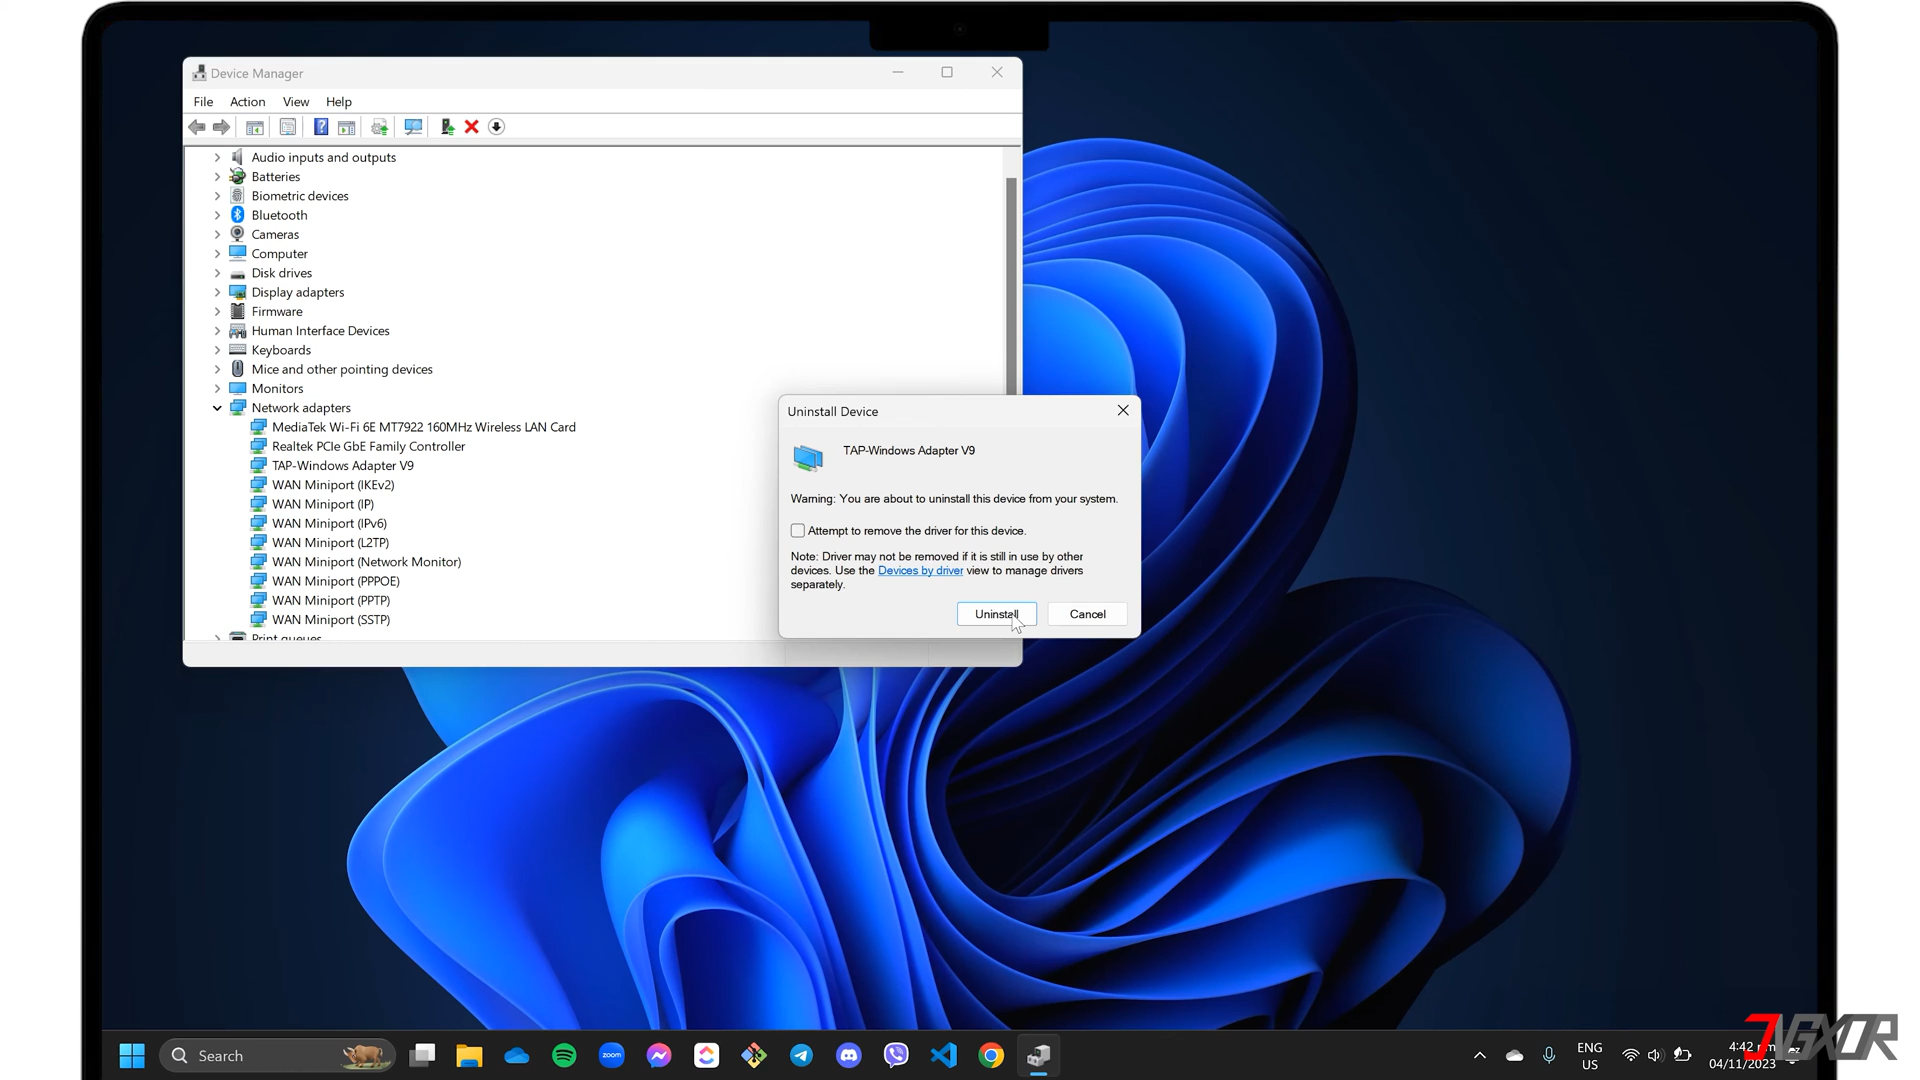 Device Manager
File Action View Help
Audio inputs and outputs
Batteries
Biometric devices
Bluetooth
Cameras
Computer
Disk drives
Display adapters
Firmware
Human Interface Devices
Keyboards
Mice and other pointing devices
Monitors
Network adapters
MediaTek Wi-Fi 6E MT7922 160MHz Wireless LAN Card
Realtek PCIe GbE Family Controller
TAP-Windows Adapter V9
WAN Miniport (IKEv2)
WAN Miniport (IP)
WAN Miniport (IPv6)
WAN Miniport (L2TP)
WAN Miniport (Network Monitor)
WAN Miniport (PPPOE)
WAN Miniport (PPTP)
WAN Miniport (SSTP)
Print queues
Uninstall Device
TAP-Windows Adapter V9
Warning: You are about to uninstall this device from your system.
Attempt to remove the driver for this device.
Note: Driver may not be removed if it is still in use by other
devices. Use the Devices by driver view to manage drivers
separately.
Uninstall Cancel
Search
zoom
ENG
US
4:42
04/11/2023
JVGXOR